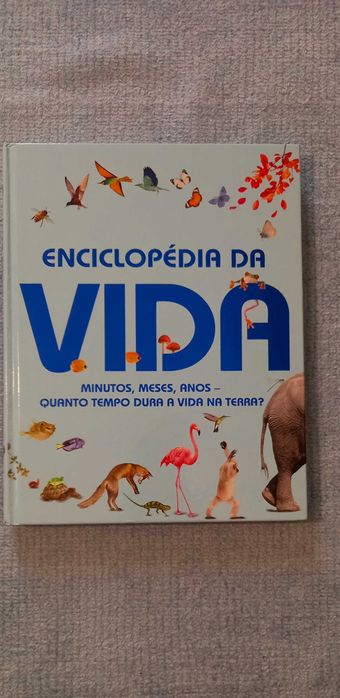 ENCICLOPÉDIA DA
VIDA
MINUTOS, MESES, ANOS –
QUANTO TEMPO DURA A VIDA NA TERRA?